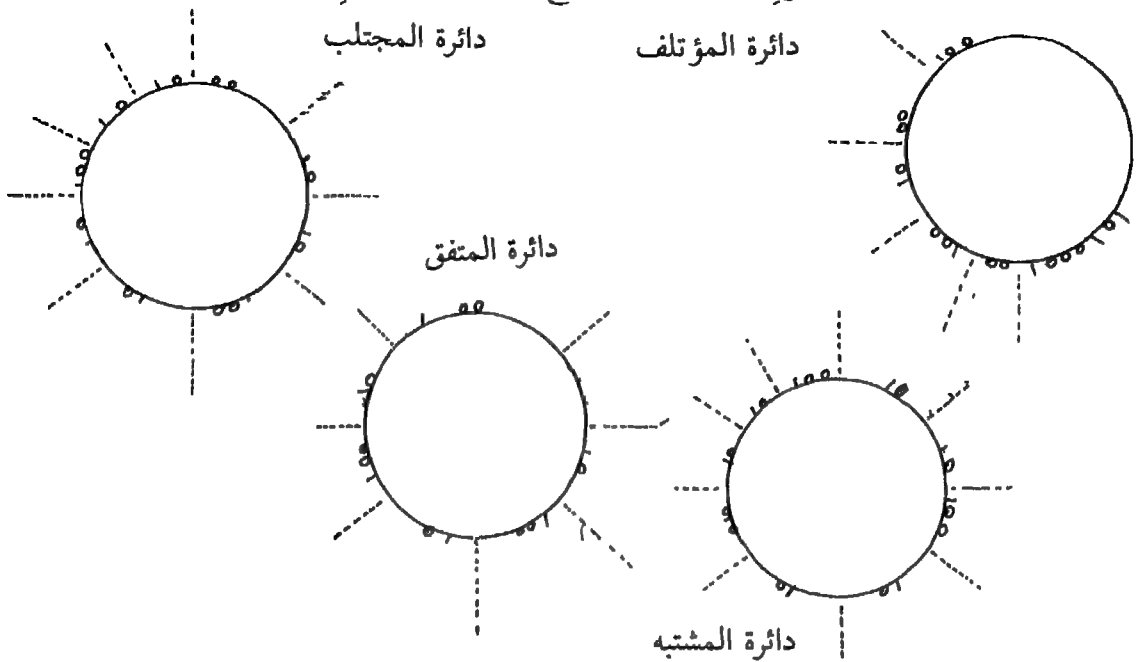 دائرة المؤتلف
دائرة المجتلب
دائرة المتفق
دائرة المشتبه